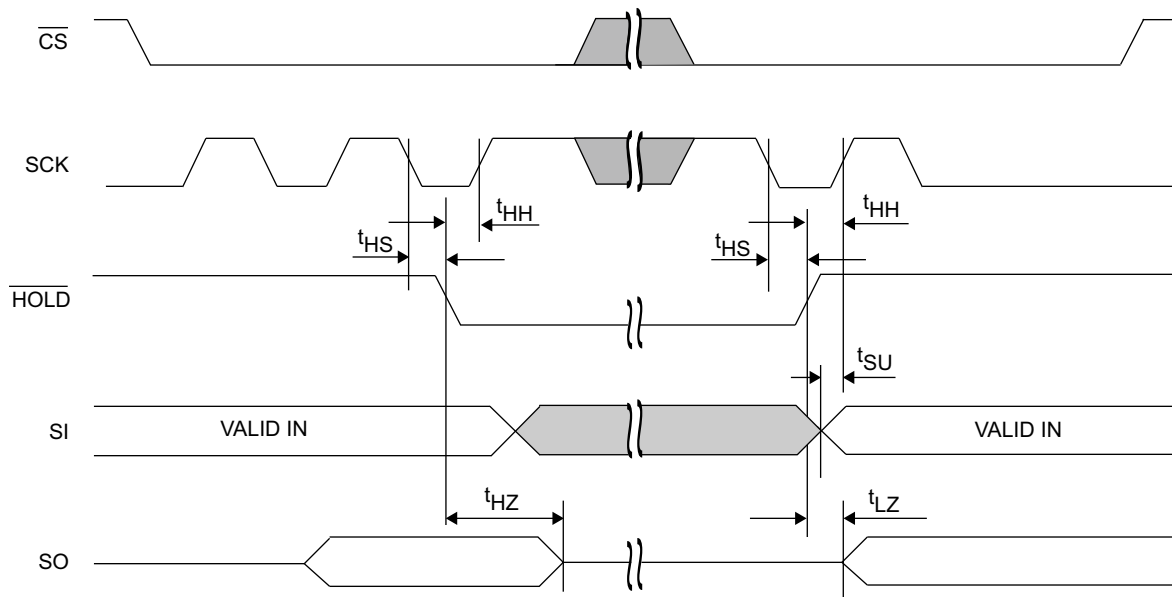 CS
SCK
tHH tHH
tHS tHS
HOLD
tSU
SI VALID IN VALID IN
tHZ tLZ
SO